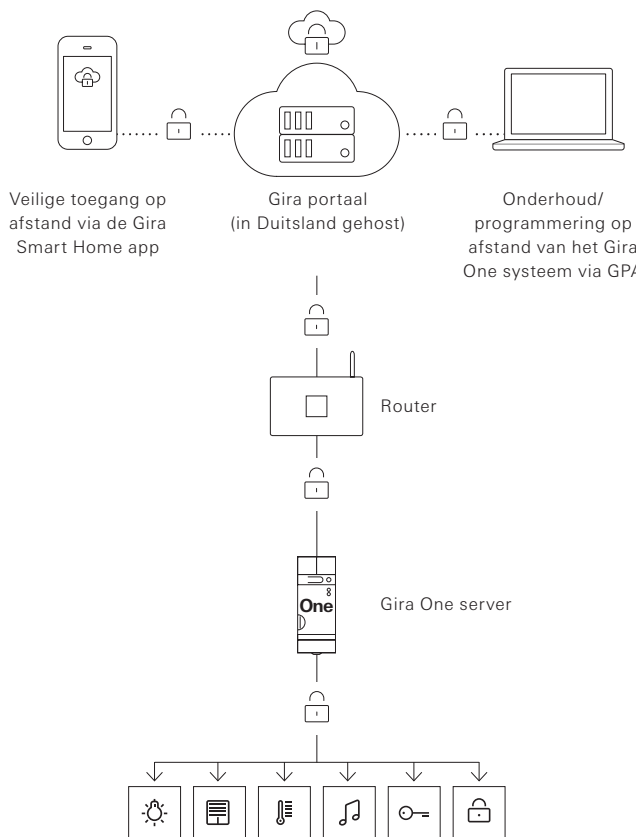 Veilige toegang op
afstand via de Gira
Smart Home app
Gira portaal
(in Duitsland gehost)
Onderhoud/
programmering op
afstand van het Gira
One systeem via GPA
Router
One
Gira One server